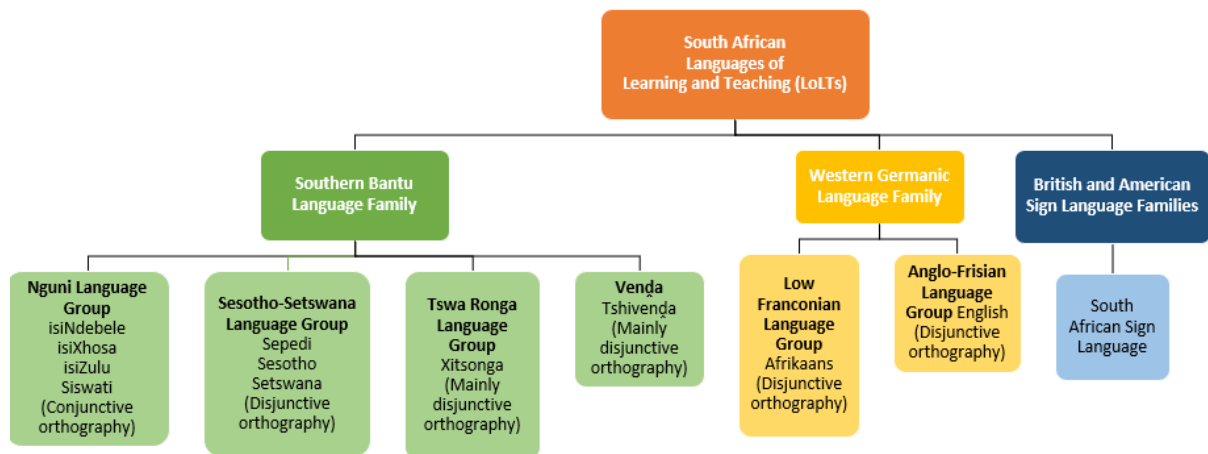 South African
Languages of
Learning and Teaching (LoLTs)
Southern Bantu
Language Family
Western Germanic
Language Family
British and American
Sign Language Families
Nguni Language
Group
isiNdebele
isiXhosa
isiZulu
Siswati
(Conjunctive
orthography)
Sesotho-Setswana
Language Group
Sepedi
Sesotho
Setswana
(Disjunctive
orthography)
Tswa Ronga
Language
Group
Xitsonga
(Mainly
disjunctive
orthography)
Venḓa
Tshivenḓa
(Mainly
disjunctive
orthography)
Low
Franconian
Language
Group
Afrikaans
(Disjunctive
orthography)
Anglo-Frisian
Language
Group English
(Disjunctive
orthography)
South
African Sign
Language